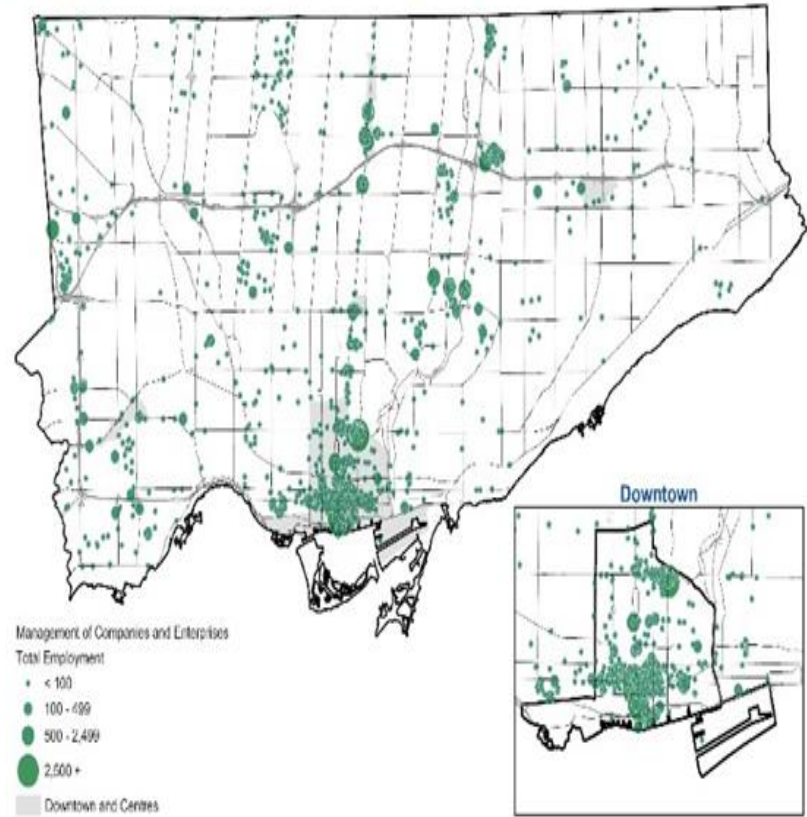 Downtown
Management of Companies and Enterprises
Total Employment
< 100
100 - 499
500 - 2,499
2,500 +
Downtown and Centres